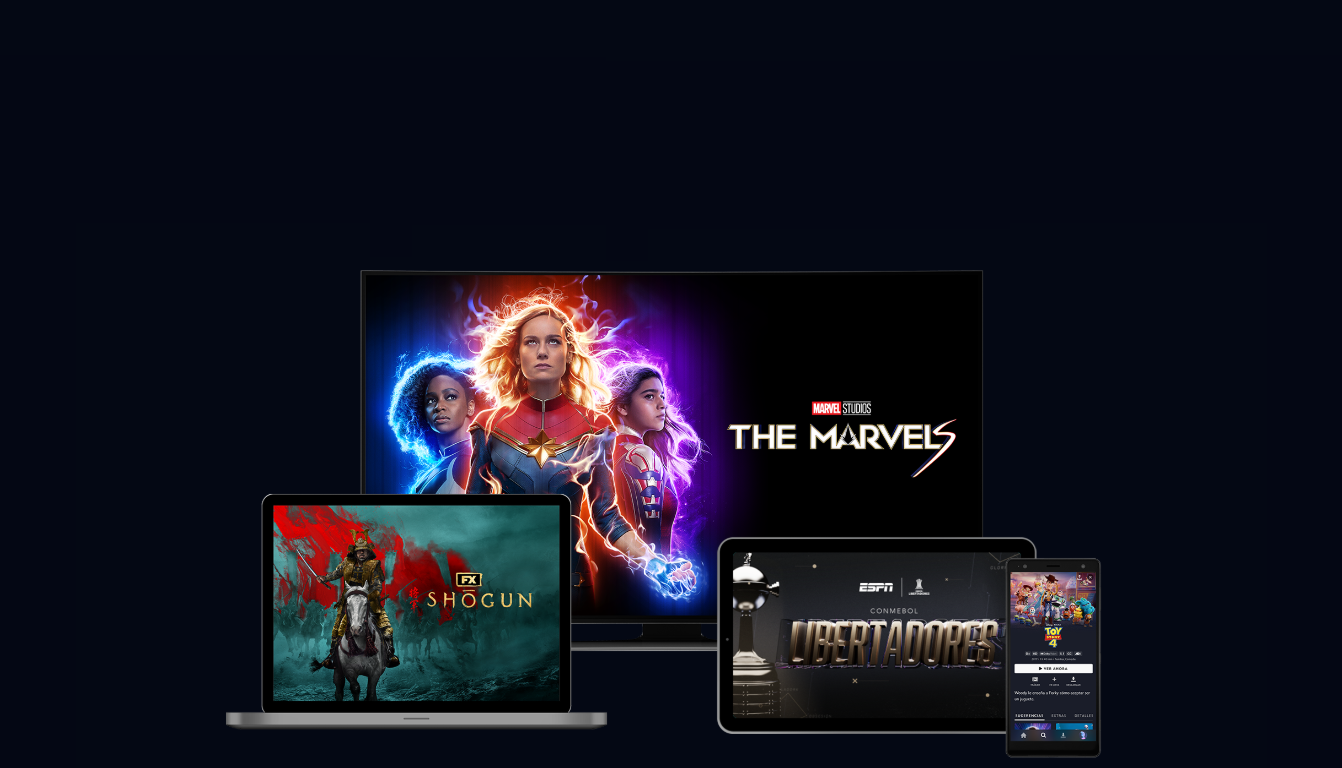 MARVEL STUDIOS
THE MARVELS
FX
SHŌGUN
ESPN
CONMEBOL
LIBERTADORES
TOY
STORY
4
VER AHORA
Woody le enseña a Forky cómo aceptar ser
un juguete.
SUGERENCIAS EXTRAS DETALLES